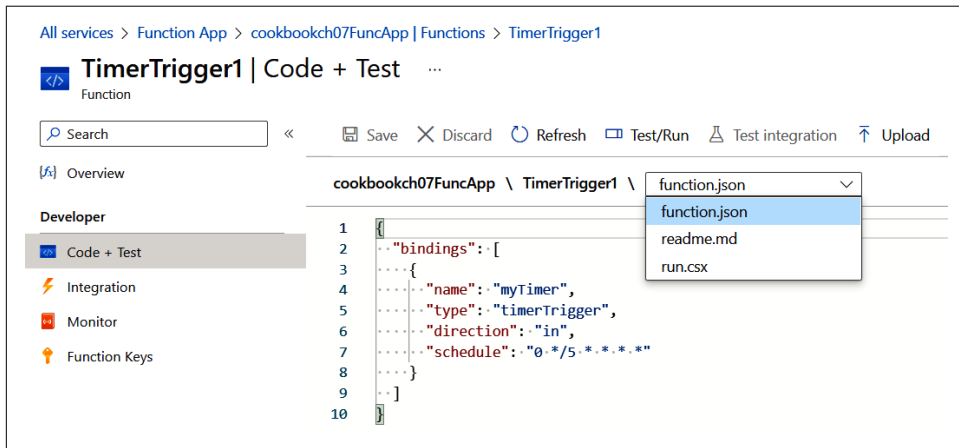 All services > Function App > cookbookch07FuncApp | Functions > TimerTrigger1
TimerTrigger1 | Code + Test ...
Function
Search
Overview
Developer
Code + Test
Integration
Monitor
Function Keys
Save Discard Refresh Test/Run Test integration Upload
cookbookch07FuncApp \ TimerTrigger1 \ function.json
function.json
readme.md
run.csx
1 {
2 "bindings": [
3 {
4 "name": "myTimer",
5 "type": "timerTrigger",
6 "direction": "in",
7 "schedule": "0 */5 * * * *"
8 }
9 ]
10 }